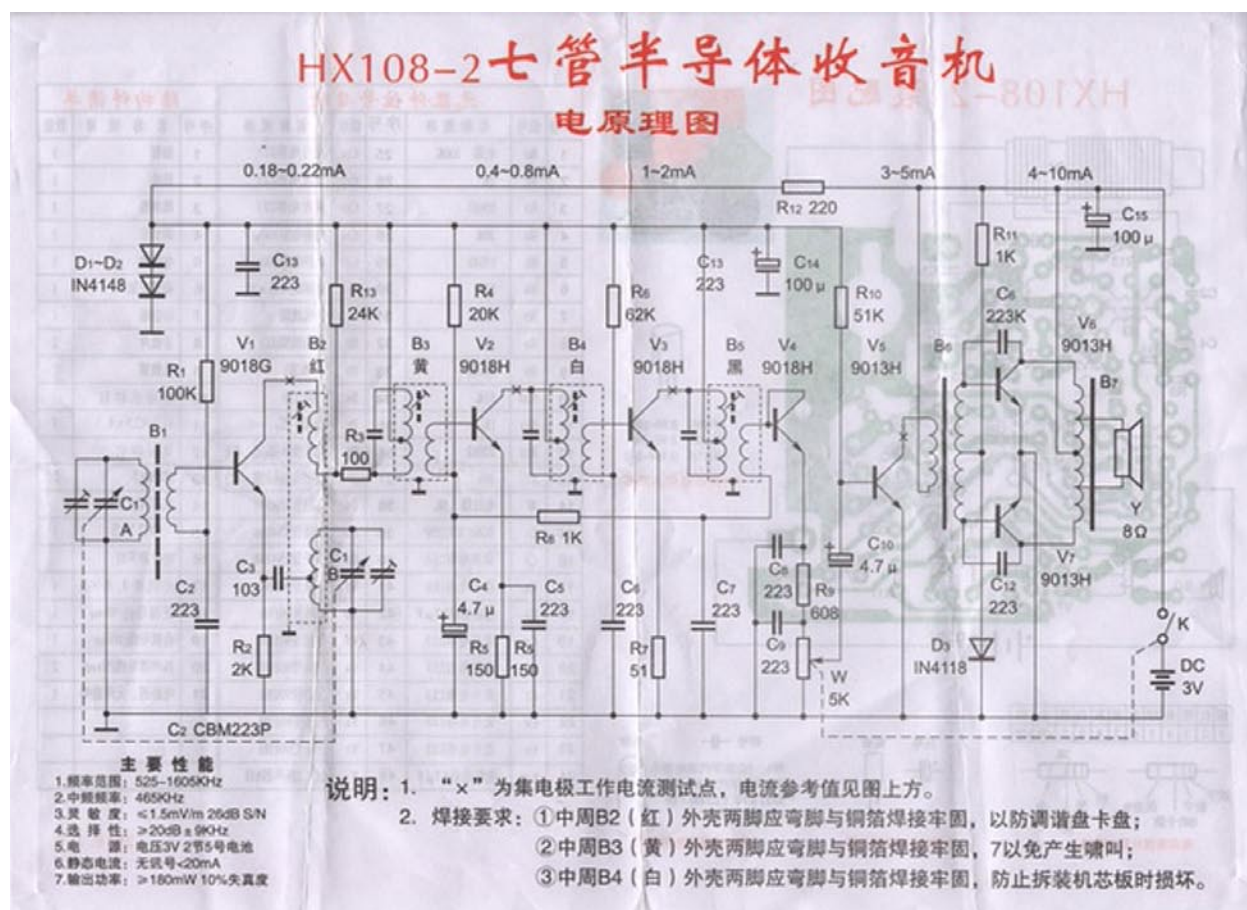 HX108-2七管半导体收音机
电原理图
0.18~0.22mA
0.4~0.8mA
1~2mA
3~5mA
4~10mA
R12 220
C15
100μ
R11
1K
D1~D2
IN4148
C13
223
R13
24K
R4
20K
R6
62K
C13
223
C14
100μ
R10
51K
C6
223K
V1
9018G
B2
红
B3
黄
V2
9018H
B4
白
V3
9018H
B5
黑
V4
9018H
V5
9013H
B6
V6
9013H
B7
R1
100K
B1
R3
100
C1
A
Y
8Ω
R8 1K
C3
103
C1
B
C2
223
C4
4.7μ
C5
223
C6
223
C7
223
C8
223
R9
608
C10
4.7μ
C12
223
V7
9013H
R2
2K
R5
150
R5
150
R7
51
C9
223
W
5K
D3
IN4118
K
DC
3V
C2 CBM223P
主要性能
1.频率范围：525-1605KHz
2.中频频率：465KHz
3.灵敏度：≤1.5mV/m 26dB S/N
4.选择性：≥20dB±9KHz
5.电源：电压3V 2节5号电池
6.静态电流：无讯号<20mA
7.输出功率：≥180mW 10%失真度
说明：1. “×”为集电极工作电流测试点，电流参考值见图上方。
2. 焊接要求：①中周B2（红）外壳两脚应弯脚与铜箔焊接牢固，以防调谐盘卡盘；
②中周B3（黄）外壳两脚应弯脚与铜箔焊接牢固，7以免产生啸叫；
③中周B4（白）外壳两脚应弯脚与铜箔焊接牢固，防止拆装机芯板时损坏。